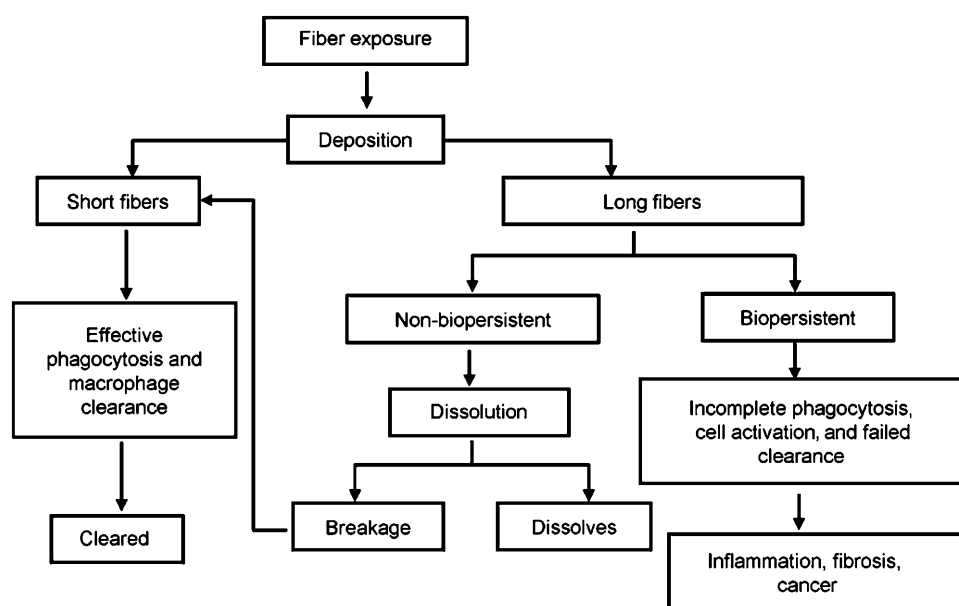 Fiber exposure
Deposition
Short fibers
Long fibers
Effective
phagocytosis and
macrophage
clearance
Non-biopersistent
Biopersistent
Dissolution
Incomplete phagocytosis,
cell activation, and failed
clearance
Cleared
Breakage
Dissolves
Inflammation, fibrosis,
cancer